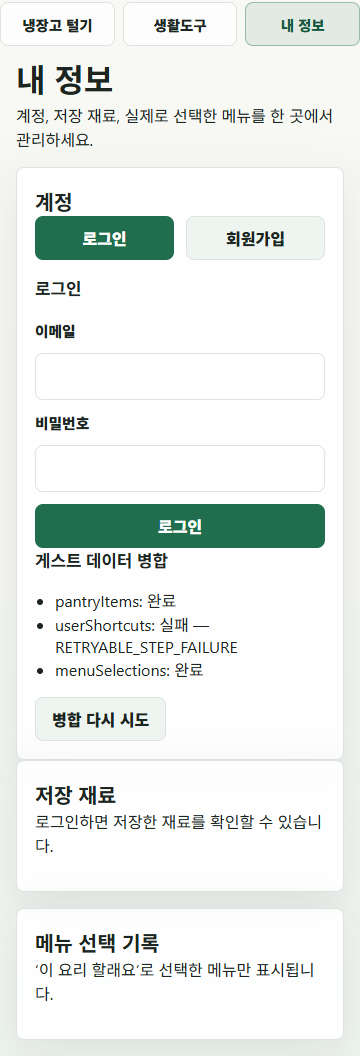 냉장고 털기
생활도구
내 정보
내 정보
계정, 저장 재료, 실제로 선택한 메뉴를 한 곳에서
관리하세요.
계정
로그인
회원가입
로그인
이메일
비밀번호
로그인
게스트 데이터 병합
• pantryItems: 완료
• userShortcuts: 실패 —
RETRYABLE_STEP_FAILURE
• menuSelections: 완료
병합 다시 시도
저장 재료
로그인하면 저장한 재료를 확인할 수 있습니
다.
메뉴 선택 기록
‘이 요리 할래요’로 선택한 메뉴만 표시됩니
다.